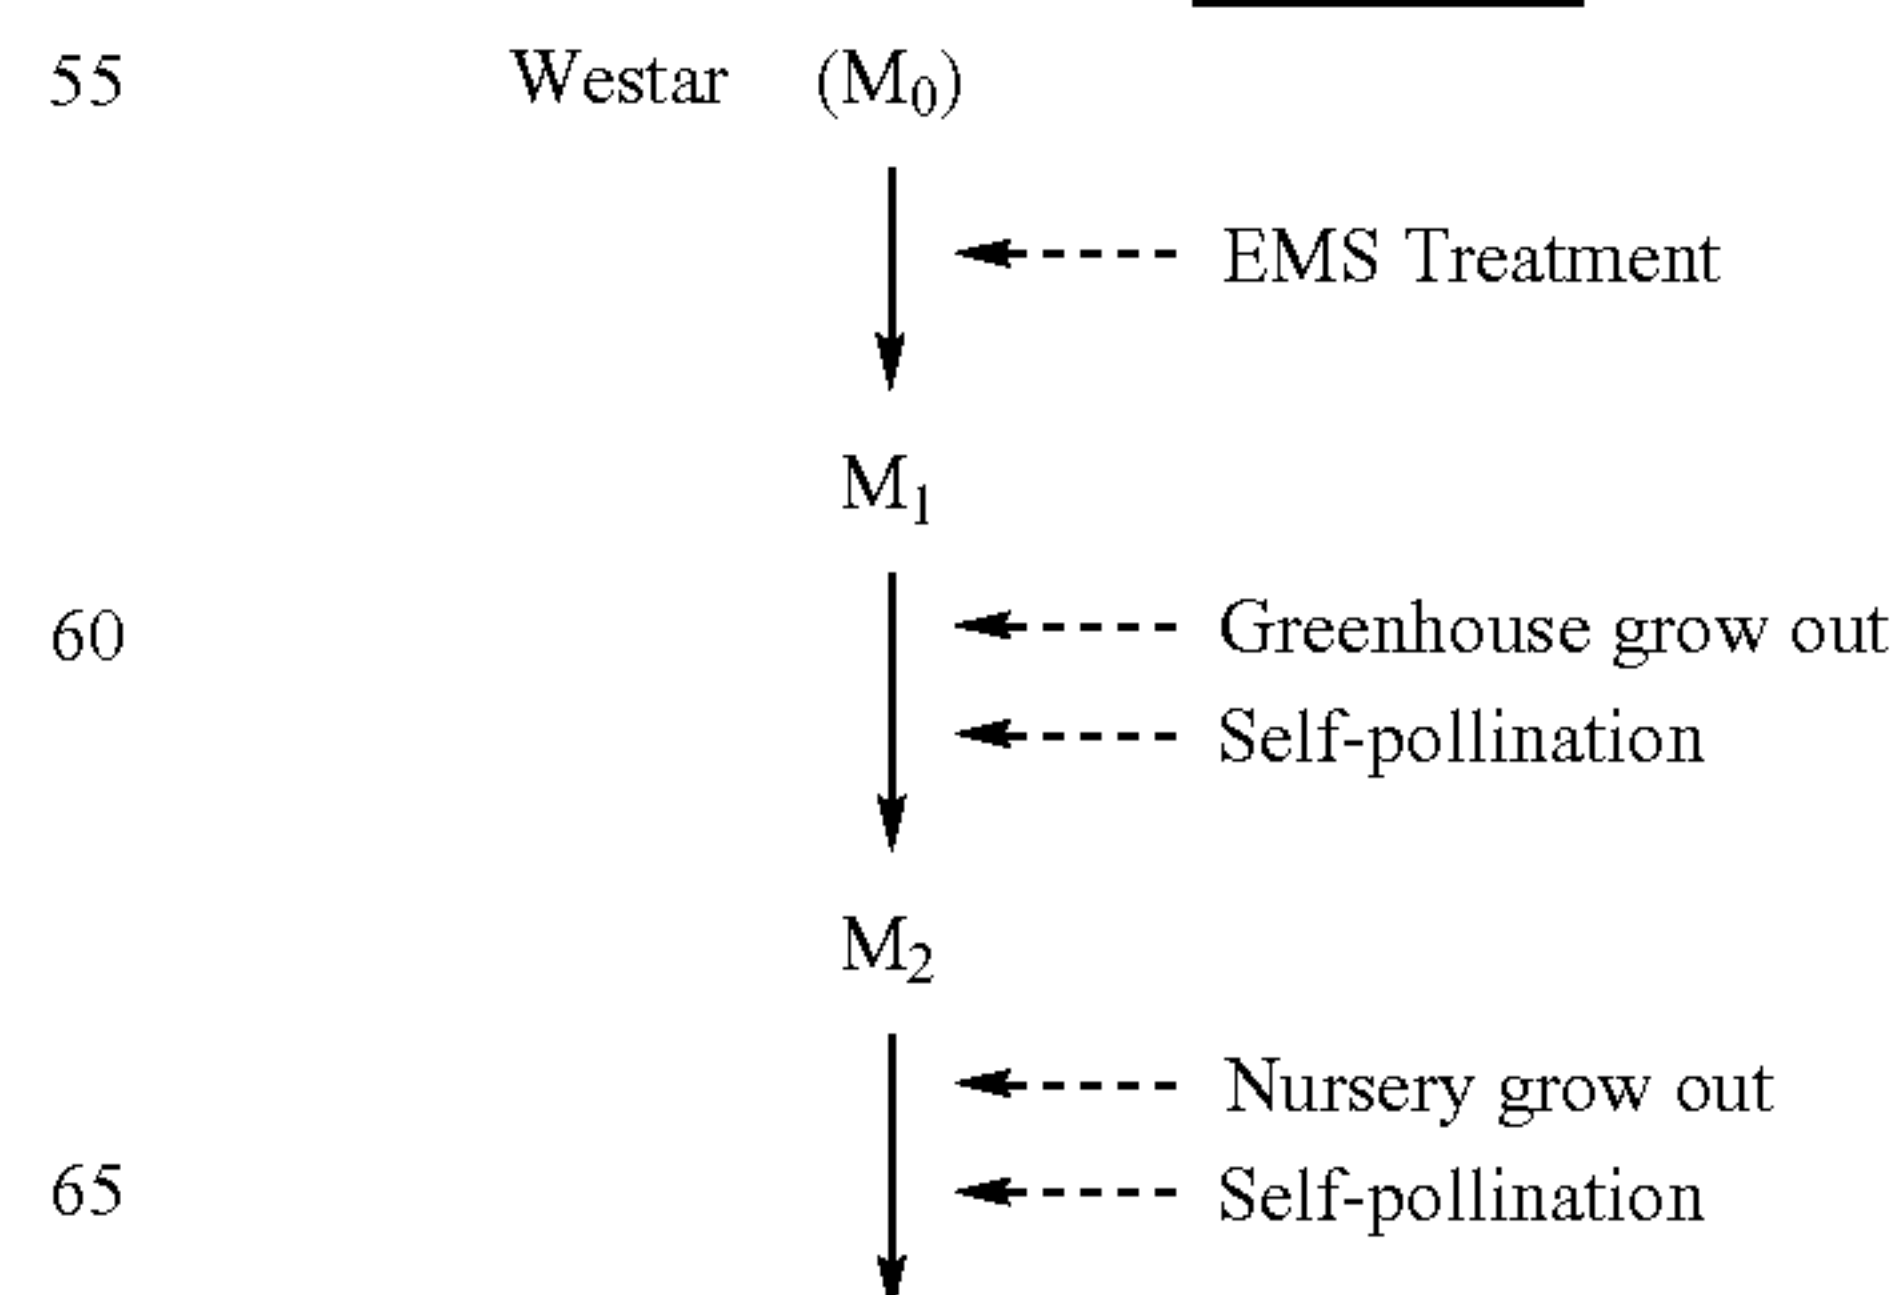 55 Westar (M₀)
EMS Treatment
M₁
60 Greenhouse grow out
Self-pollination
M₂
Nursery grow out
65 Self-pollination